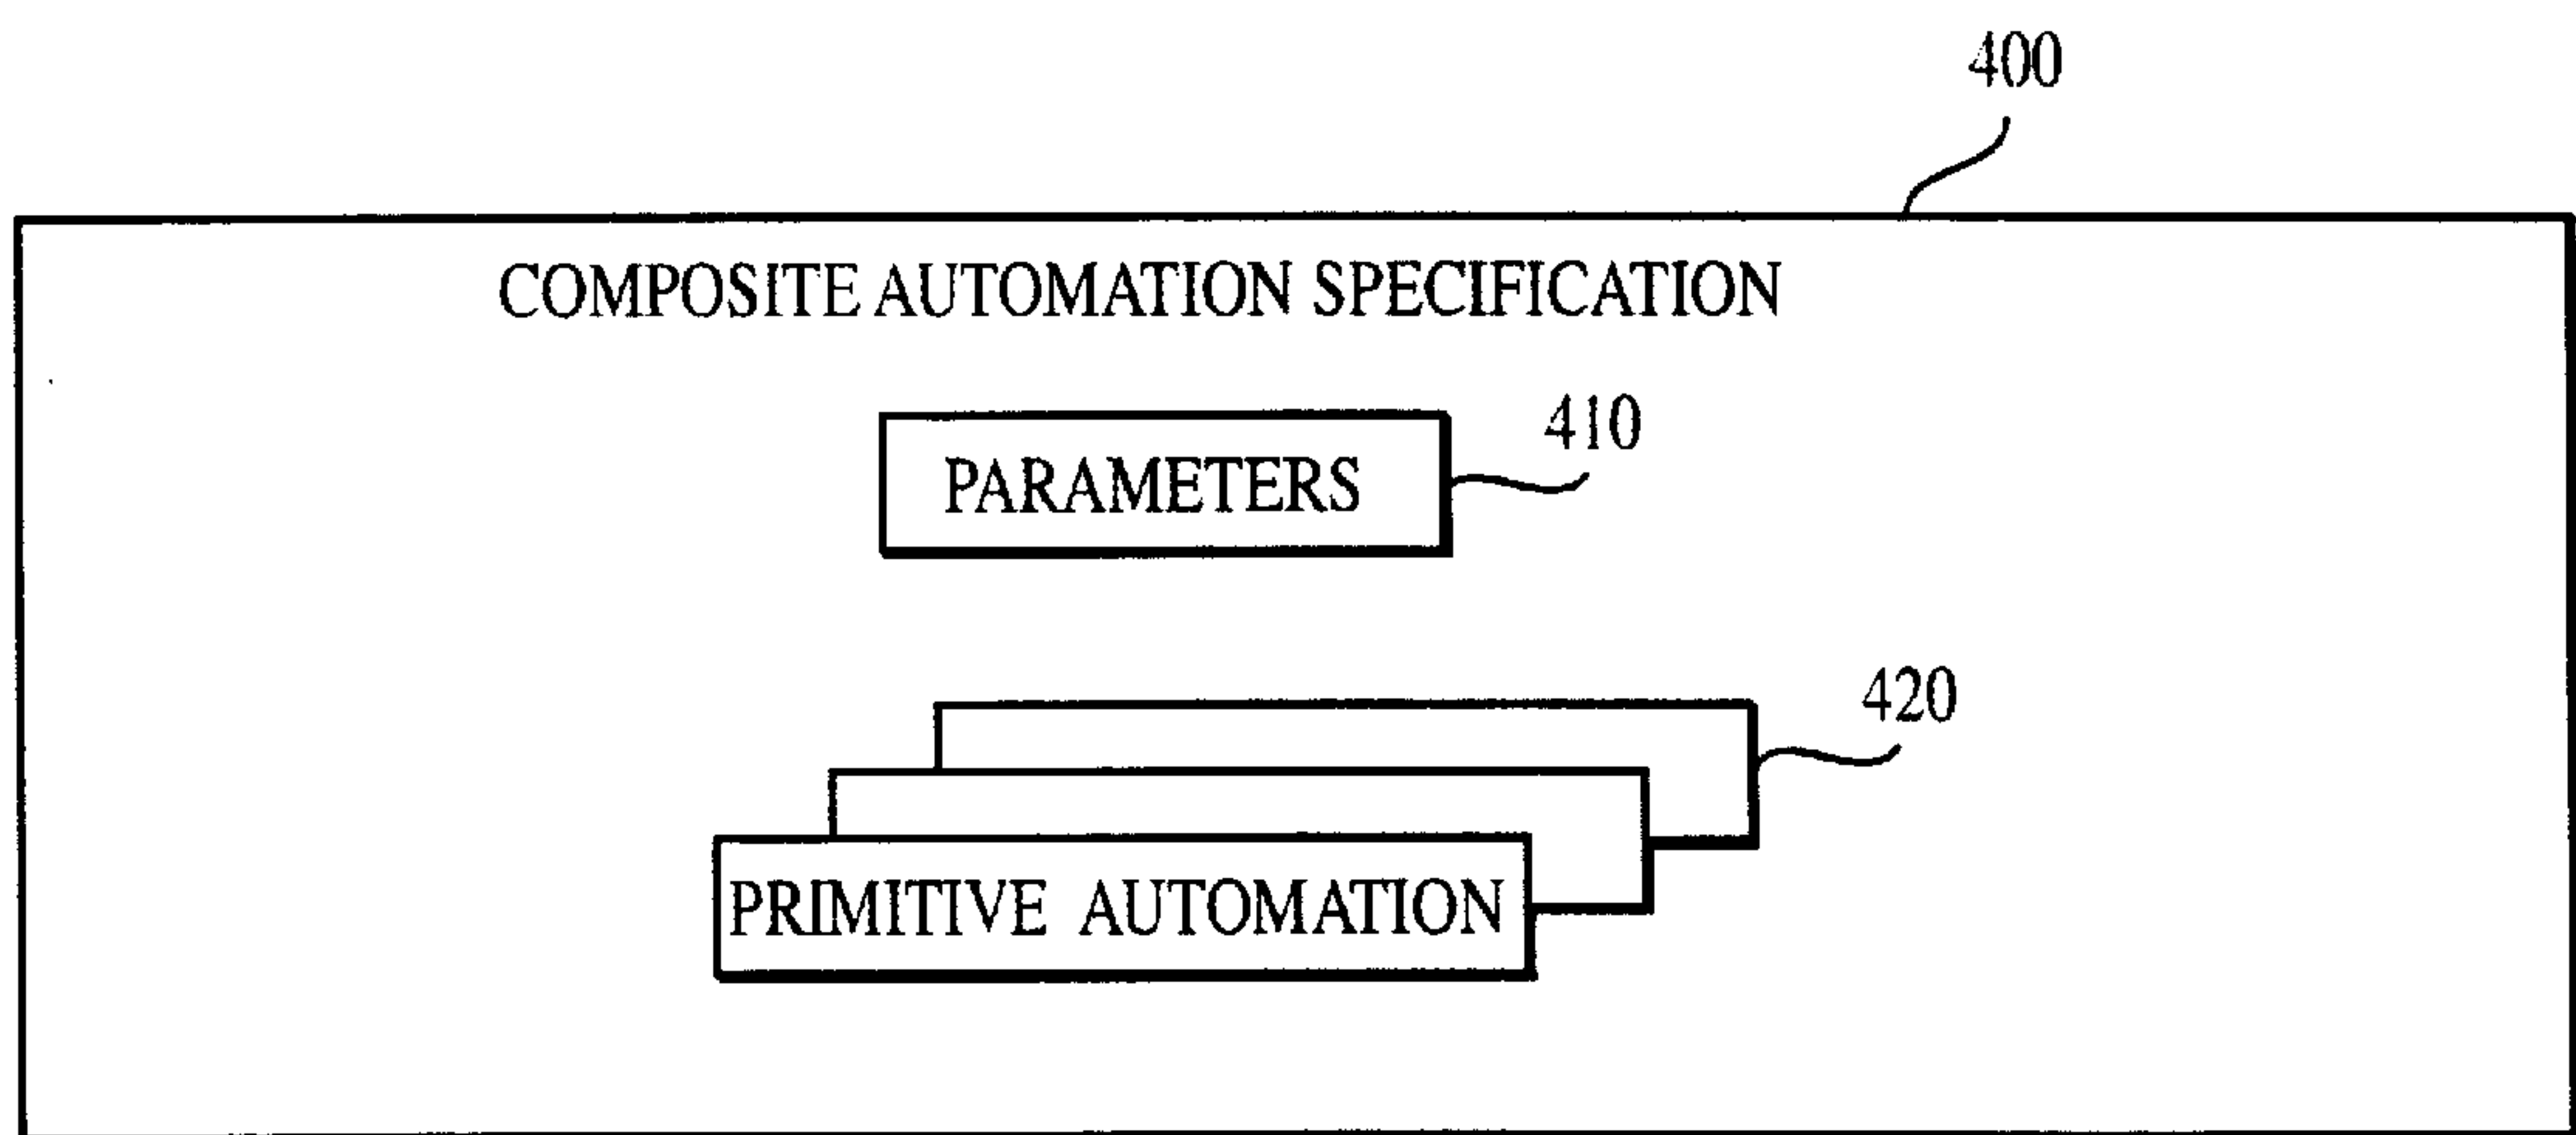 400
COMPOSITE AUTOMATION SPECIFICATION
410
PARAMETERS
420
PRIMITIVE AUTOMATION